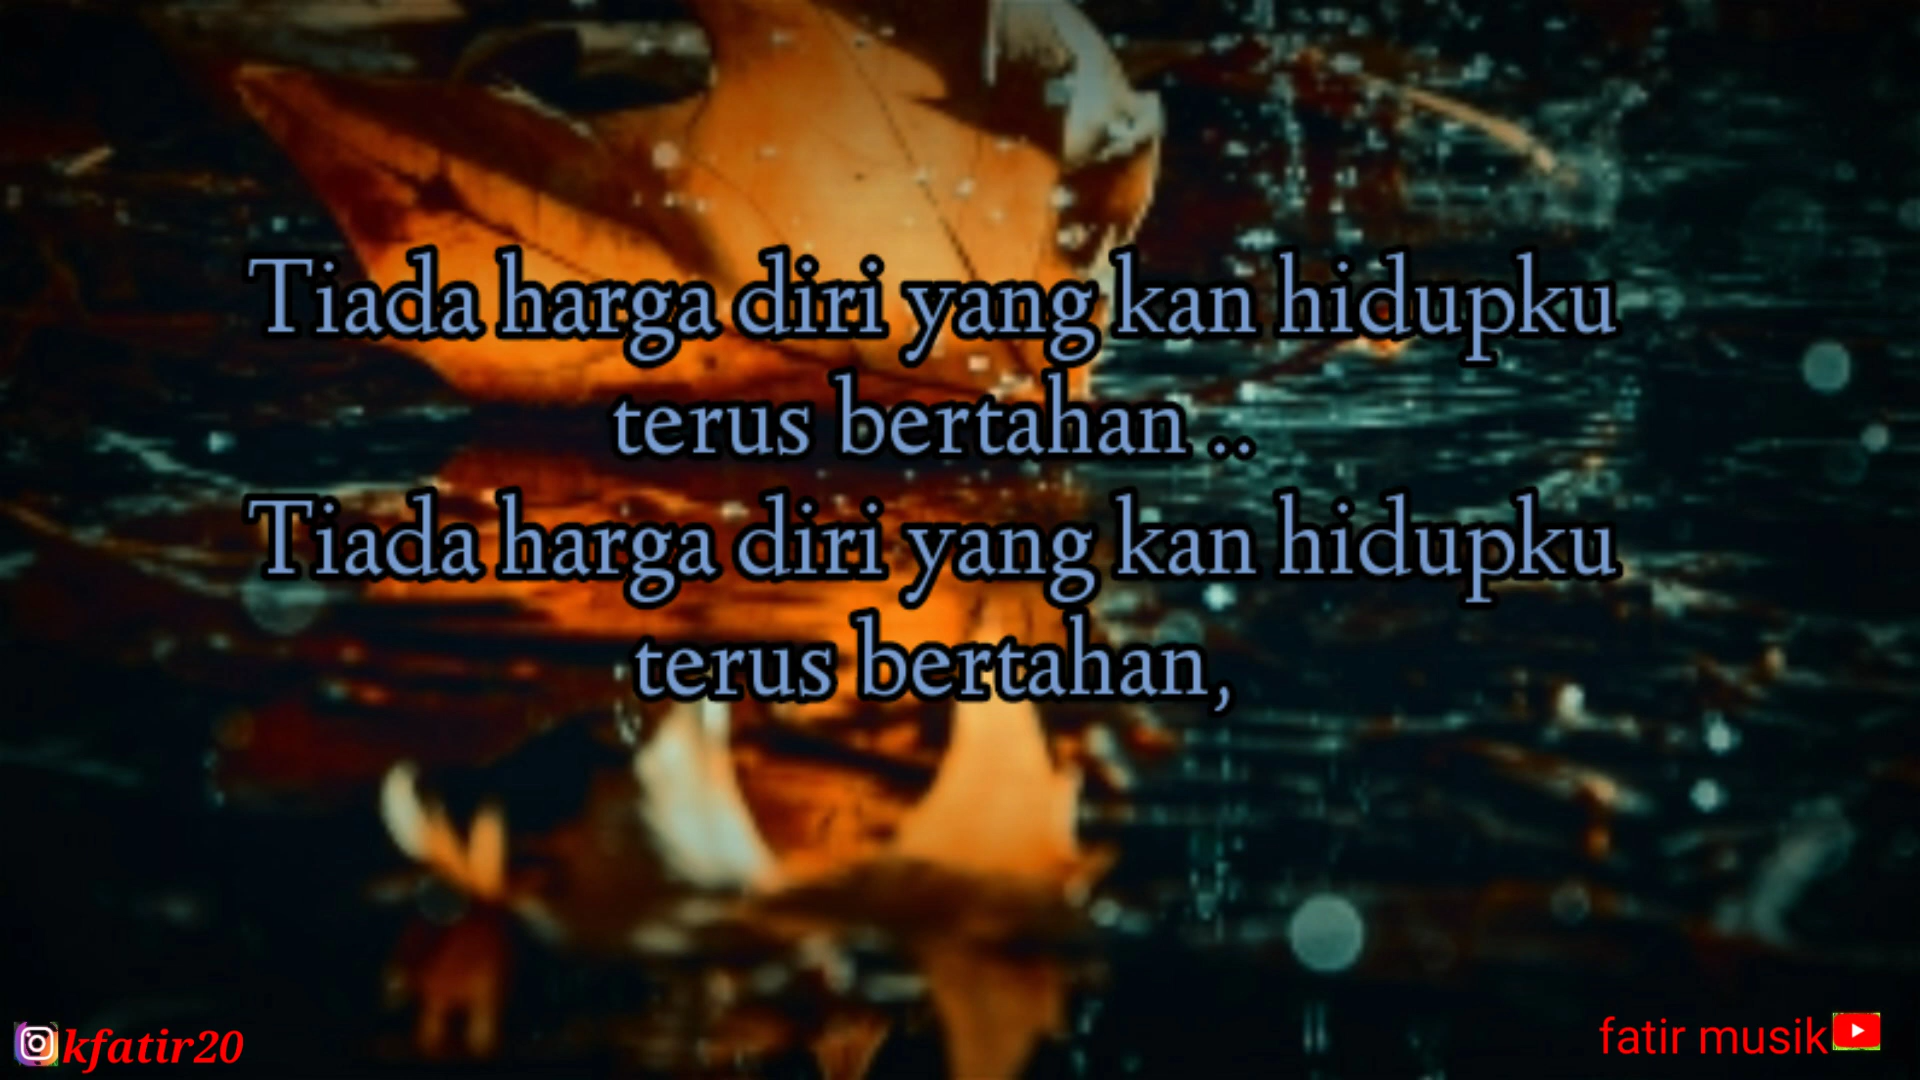 Tiada harga diri yang kan hidupku
terus bertahan ..
Tiada harga diri yang kan hidupku
terus bertahan,
kfatir20
fatir musik